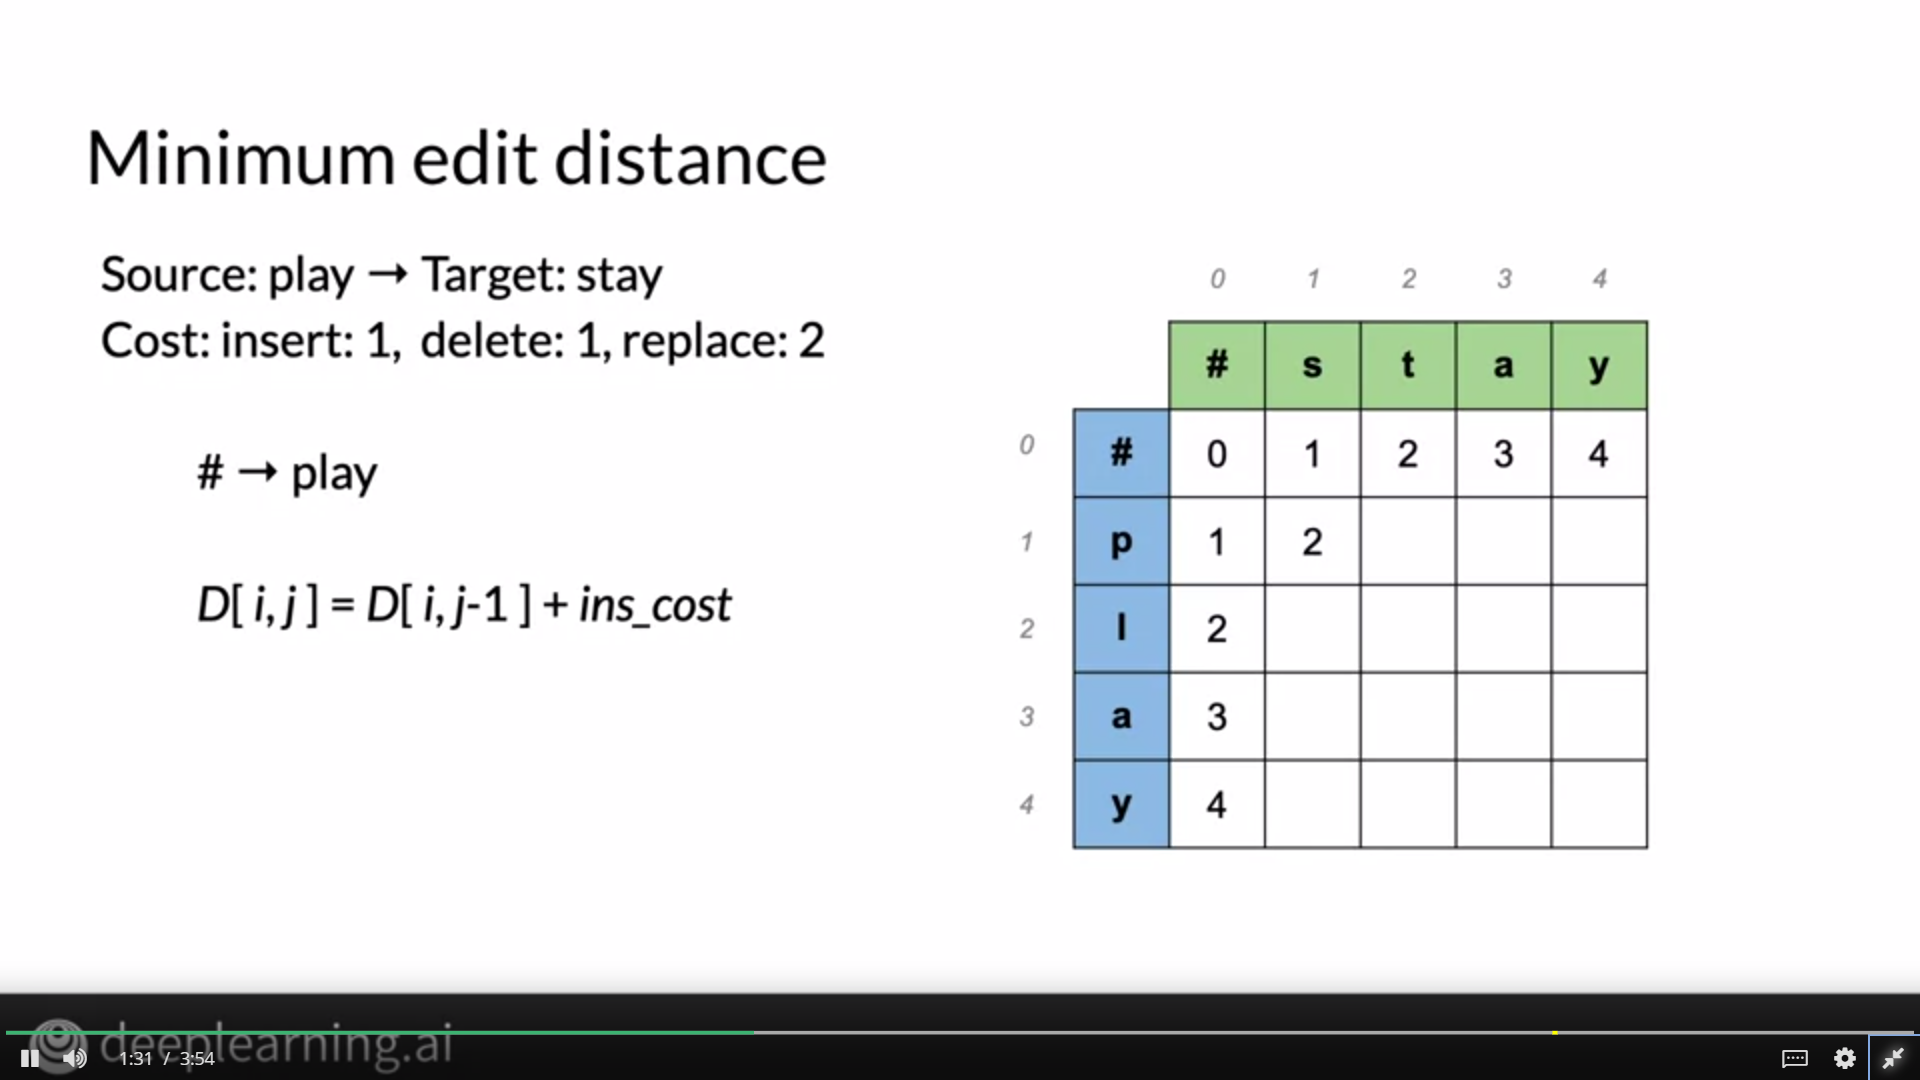 Minimum edit distance
Source: play → Target: stay
Cost: insert: 1, delete: 1, replace: 2
# → play
D[ i, j ] = D[ i, j-1 ] + ins_cost
0 1 2 3 4
# s t a y
0 # 0 1 2 3 4
1 p 1 2
2 l 2
3 a 3
4 y 4
deeplearning.ai
1:31 / 3:54